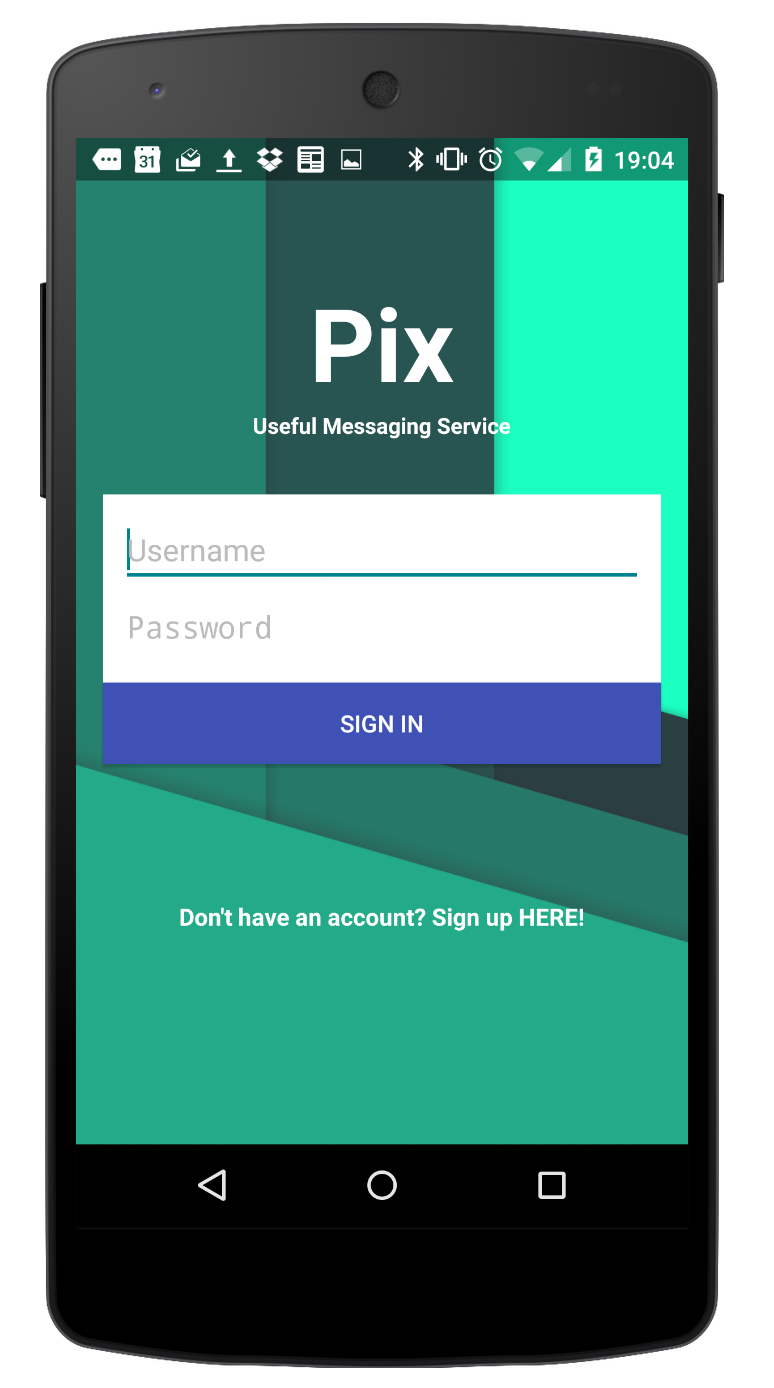 31 19:04
Pix
Useful Messaging Service
Username
Password
SIGN IN
Don't have an account? Sign up HERE!